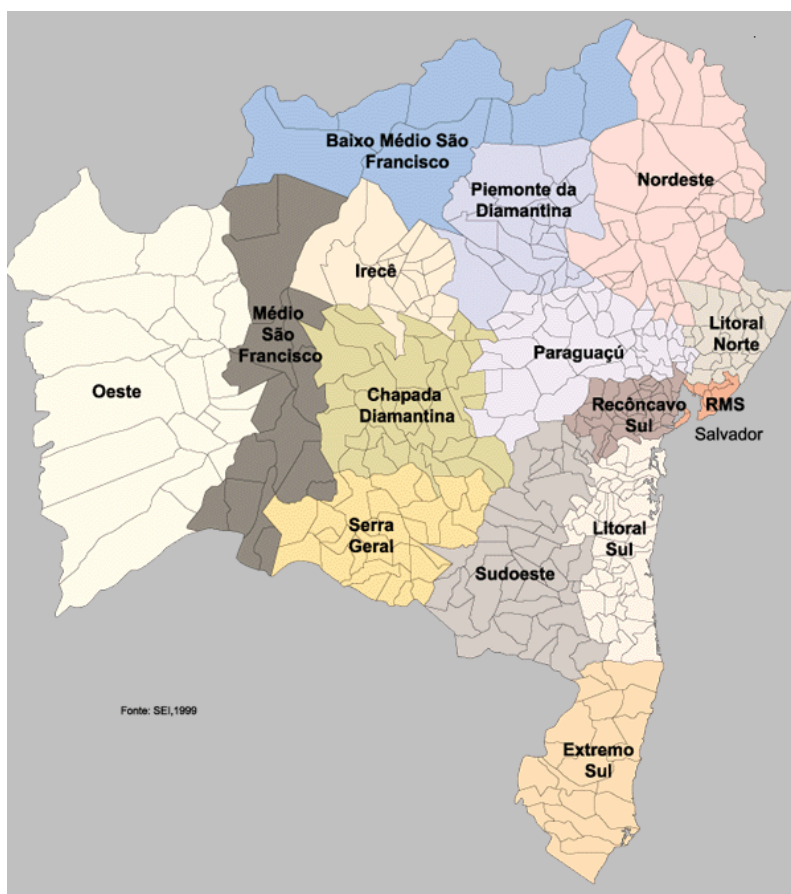 Baixo Médio São
Francisco
Piemonte da
Diamantina
Nordeste
Irecê
Médio
São
Francisco
Litoral
Norte
Paraguaçú
Oeste
Chapada
Diamantina
Recôncavo
Sul
RMS
Salvador
Serra
Geral
Litoral
Sul
Sudoeste
Fonte: SEI,1999
Extremo
Sul